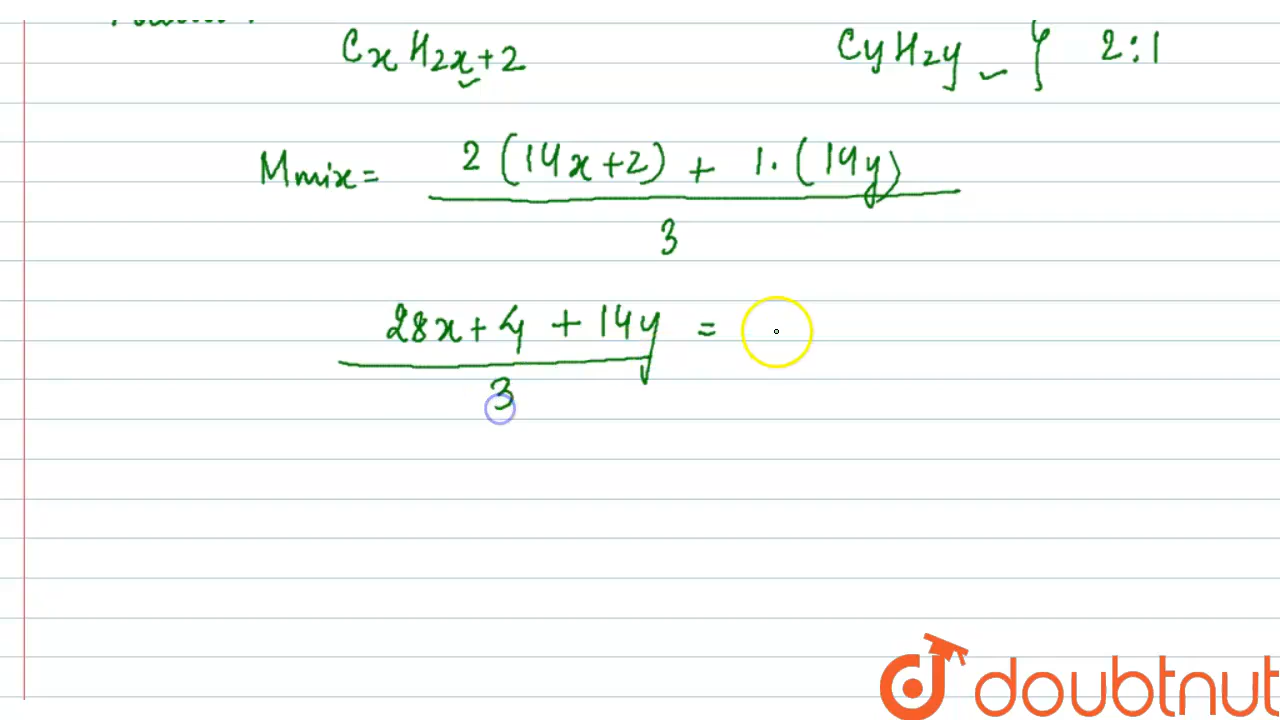 CxH2x+2 CyH2y } 2:1
Mmix = 2(14x+2) + 1.(14y)
3
28x+4 + 14y =
3
doubtnut